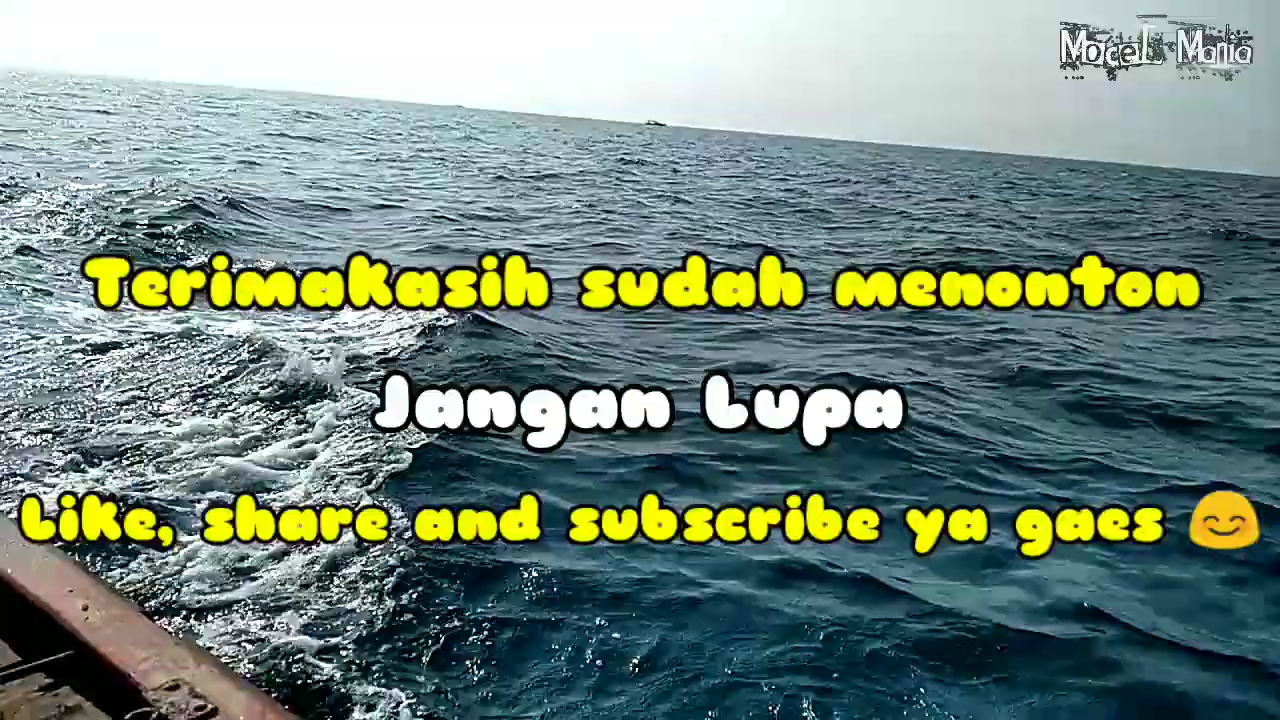 Mocel Mania
Terimakasih sudah menonton
Jangan Lupa
Like, share and subscribe ya gaes 😊